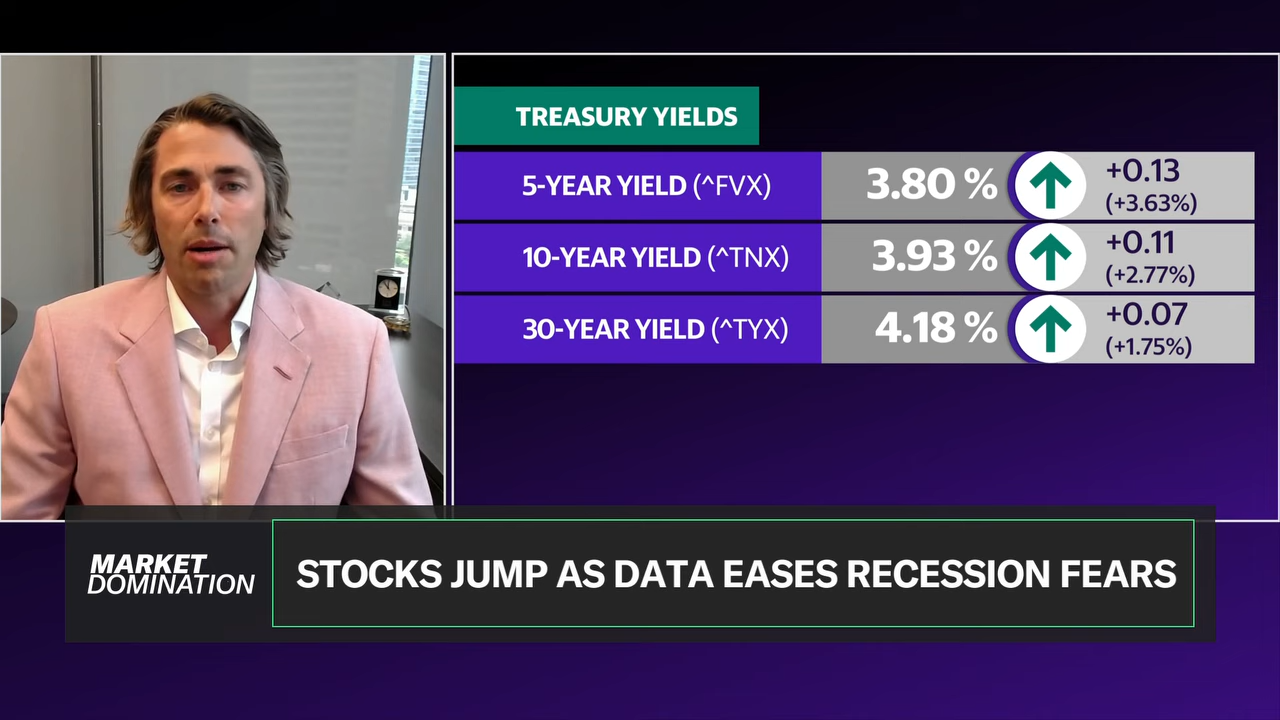 TREASURY YIELDS
5-YEAR YIELD (^FVX) 3.80 % +0.13
(+3.63%)
10-YEAR YIELD (^TNX) 3.93 % +0.11
(+2.77%)
30-YEAR YIELD (^TYX) 4.18 % +0.07
(+1.75%)
MARKET
DOMINATION
STOCKS JUMP AS DATA EASES RECESSION FEARS